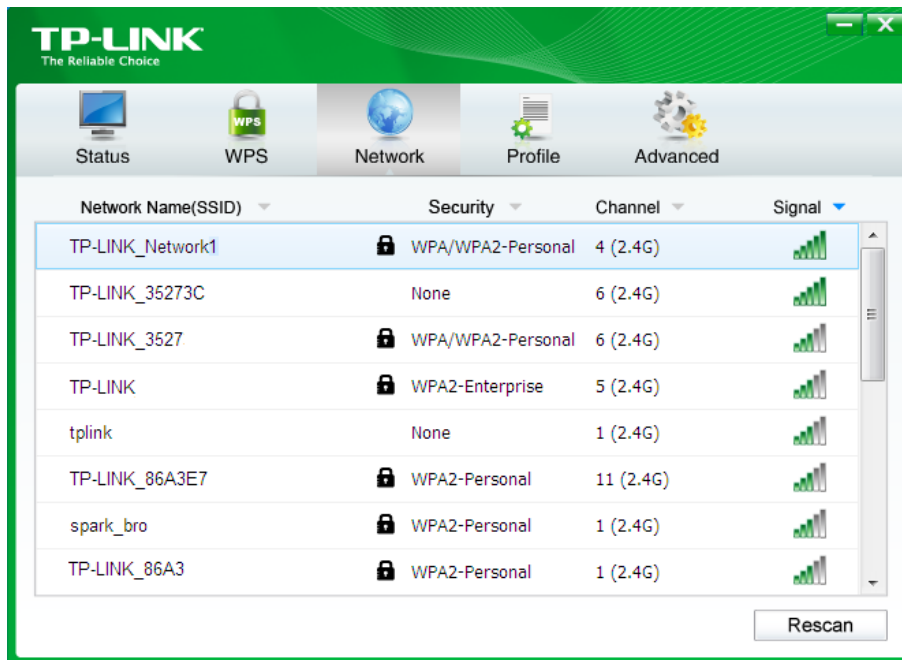 TP-LINK
The Reliable Choice
Status WPS Network Profile Advanced
WPS
Network Name(SSID) Security Channel Signal
TP-LINK_Network1 WPA/WPA2-Personal 4 (2.4G)
TP-LINK_35273C None 6 (2.4G)
TP-LINK_3527 WPA/WPA2-Personal 6 (2.4G)
TP-LINK WPA2-Enterprise 5 (2.4G)
tplink None 1 (2.4G)
TP-LINK_86A3E7 WPA2-Personal 11 (2.4G)
spark_bro WPA2-Personal 1 (2.4G)
TP-LINK_86A3 WPA2-Personal 1 (2.4G)
Rescan